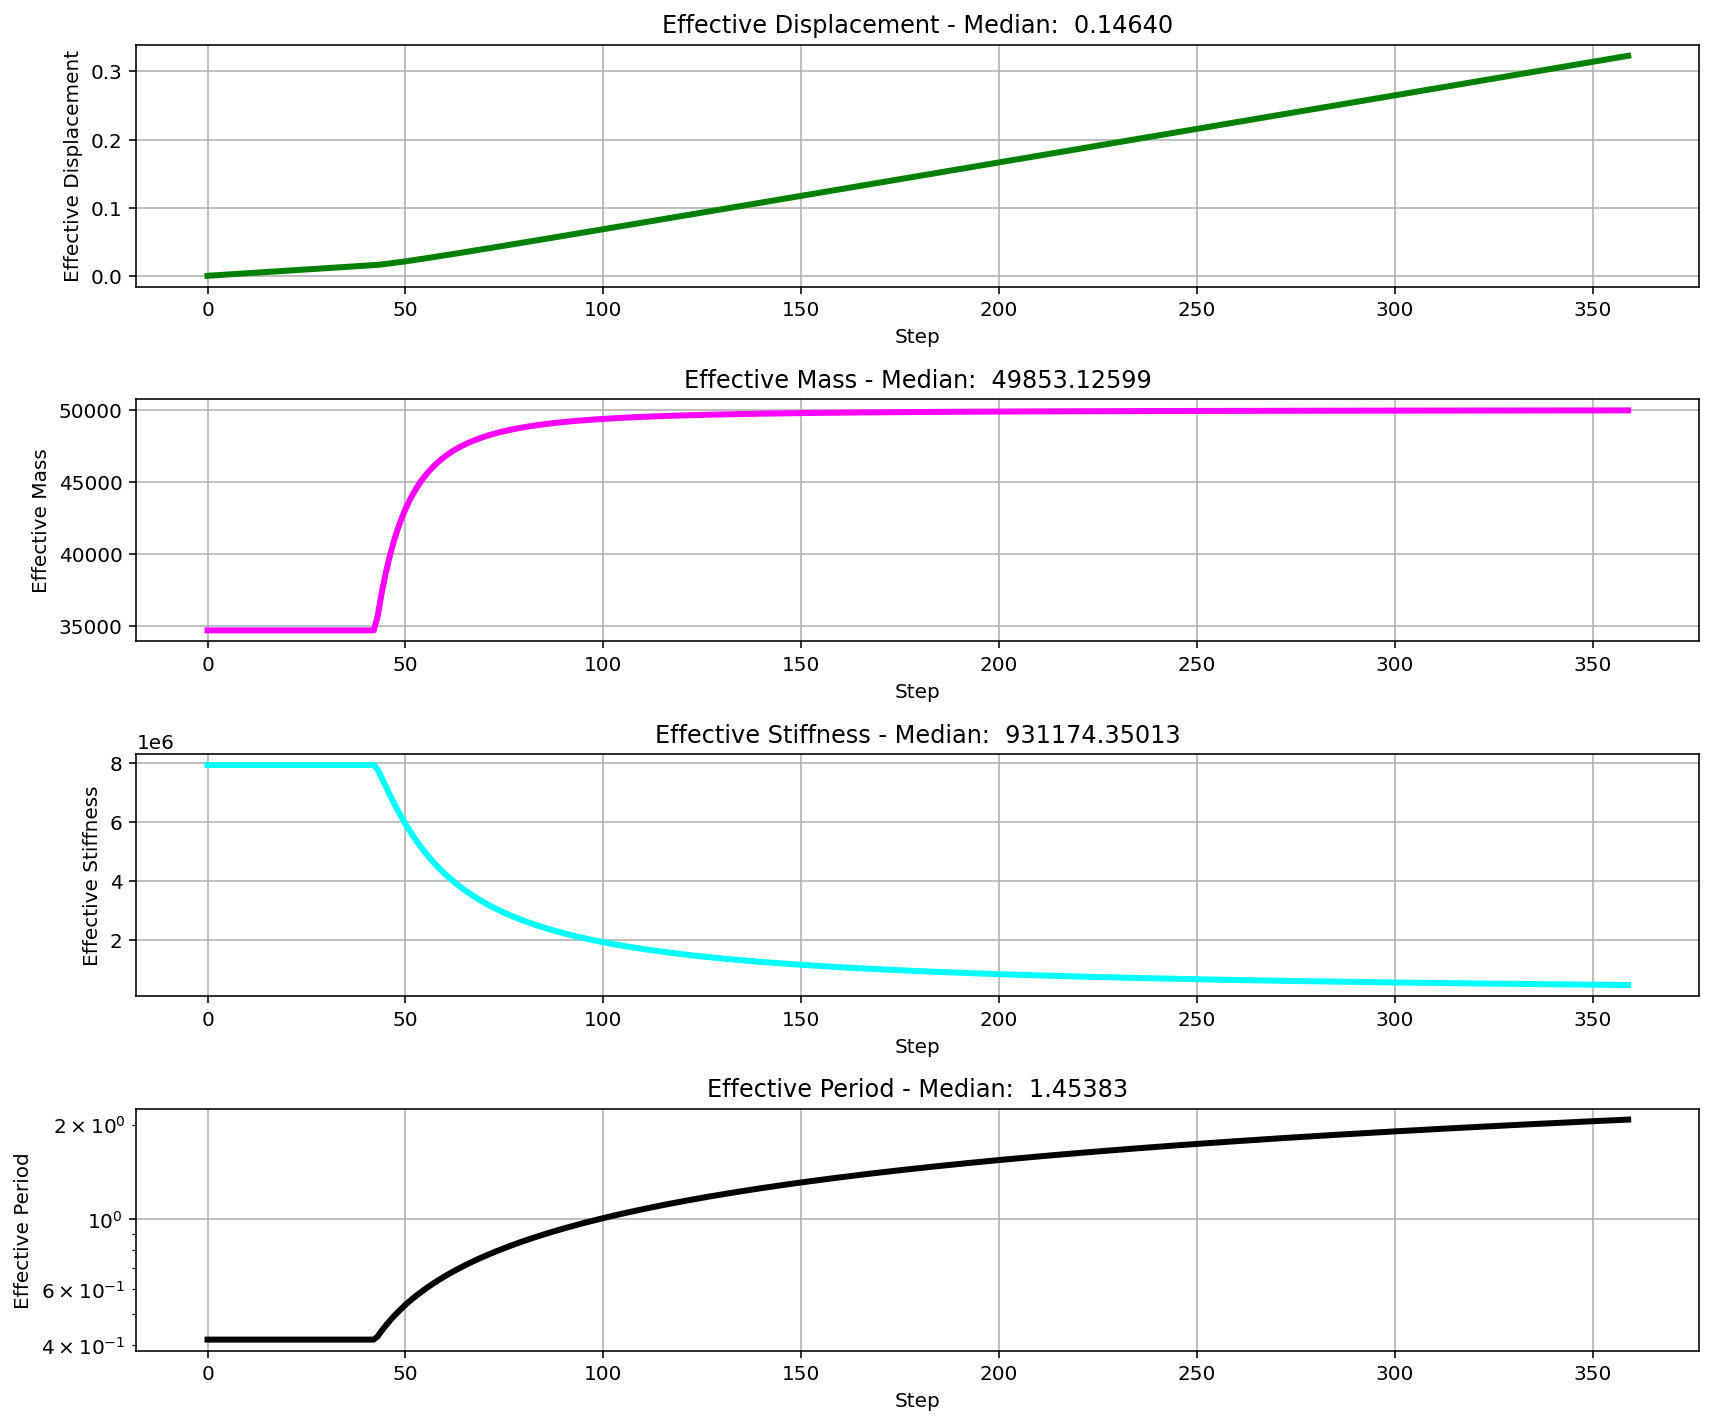 Effective Displacement - Median:  0.14640
Effective Displacement
0.3
0.2
0.1
0.0
0 50 100 150 200 250 300 350
Step
Effective Mass - Median:  49853.12599
Effective Mass
50000
45000
40000
35000
0 50 100 150 200 250 300 350
Step
Effective Stiffness - Median:  931174.35013
1e6
Effective Stiffness
8
6
4
2
0 50 100 150 200 250 300 350
Step
Effective Period - Median:  1.45383
Effective Period
2 × 10⁰
10⁰
6 × 10⁻¹
4 × 10⁻¹
0 50 100 150 200 250 300 350
Step